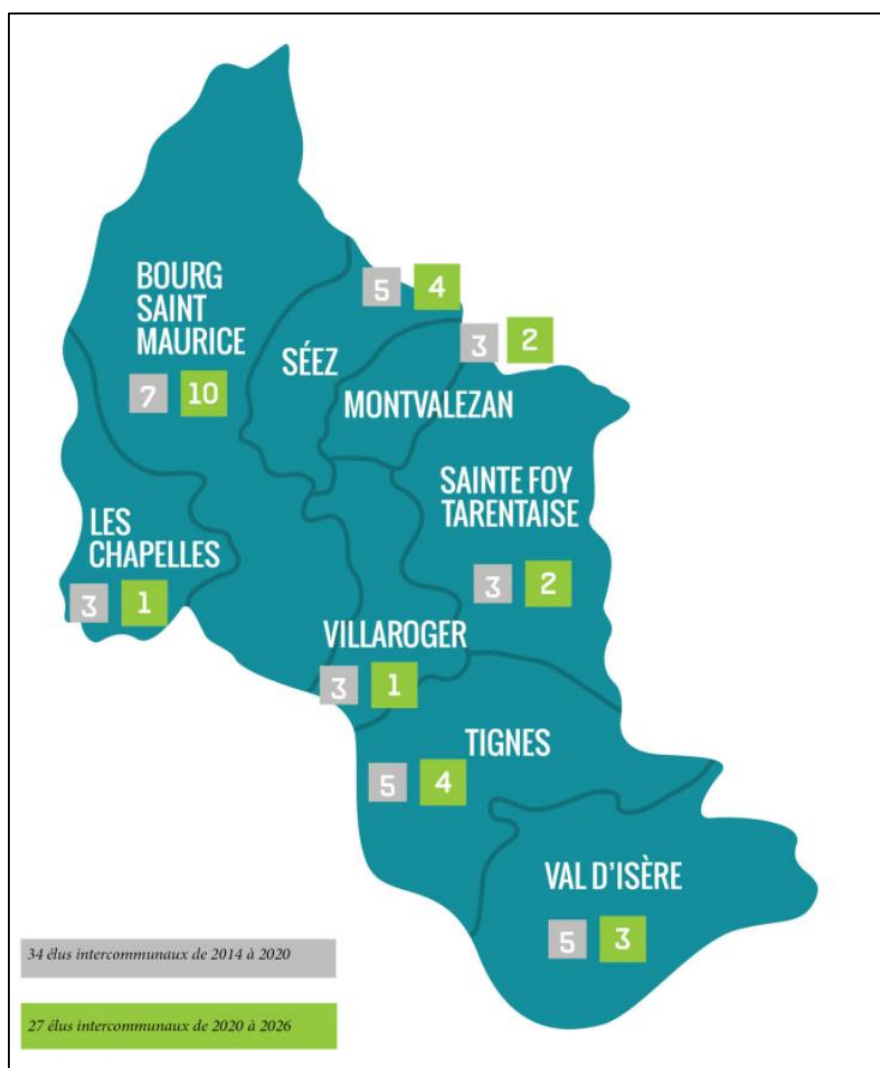 BOURG
SAINT
MAURICE
7 10
5 4
SÉEZ
3 2
MONTVALEZAN
SAINTE FOY
TARENTAISE
3 2
LES
CHAPELLES
3 1
VILLAROGER
3 1
TIGNES
5 4
VAL D'ISÈRE
5 3
34 élus intercommunaux de 2014 à 2020
27 élus intercommunaux de 2020 à 2026